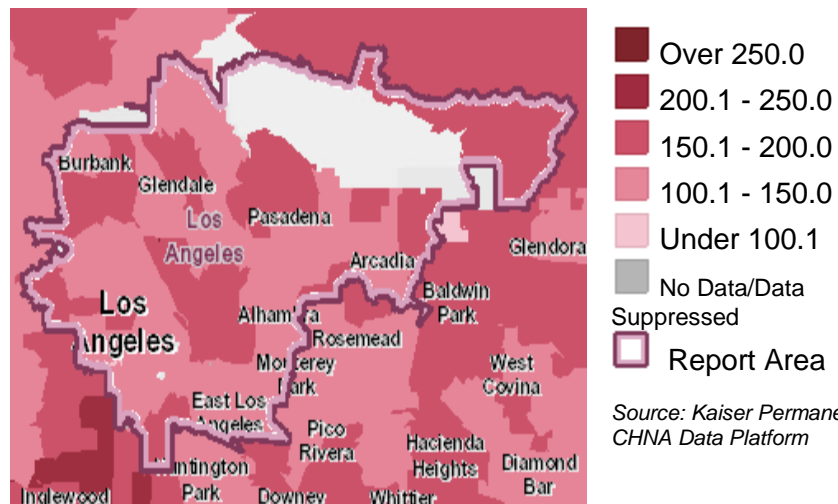 Burbank
Glendale
Los
Angeles
Pasadena
Glendora
Arcadia
Los
Angeles
Baldwin
Park
Alhambra
Rosemead
Monterey
Park
West
Covina
East Los
Angeles
Pico
Rivera
Hacienda
Heights
Diamond
Bar
Huntington
Park
Inglewood
Downey
Whittier
Over 250.0
200.1 - 250.0
150.1 - 200.0
100.1 - 150.0
Under 100.1
No Data/Data
Suppressed
Report Area
Source: Kaiser Permane
CHNA Data Platform